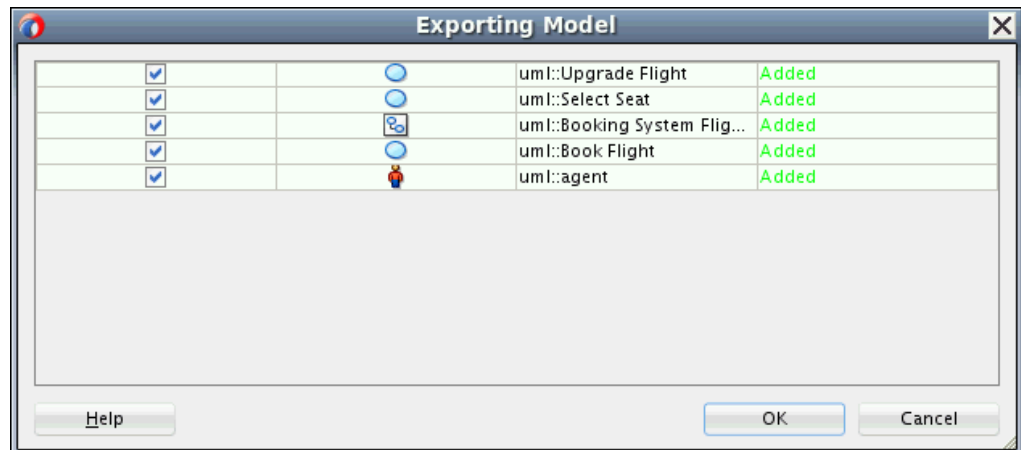 Exporting Model
uml::Upgrade Flight Added
uml::Select Seat Added
uml::Booking System Flig... Added
uml::Book Flight Added
uml::agent Added
Help OK Cancel